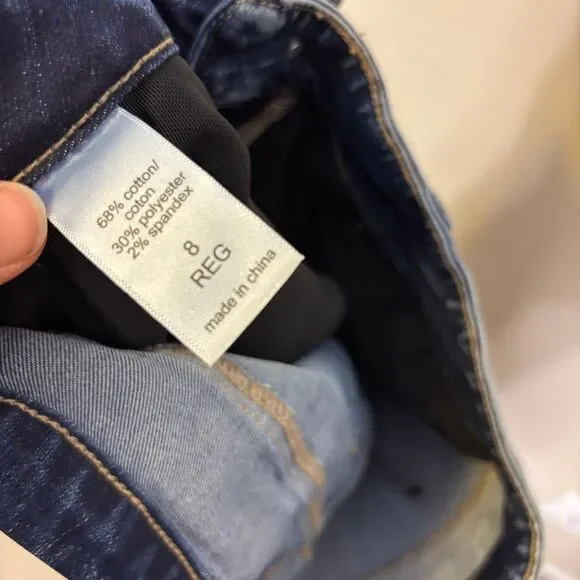 68% cotton/
coton
30% polyester
2% spandex
8
REG
made in china